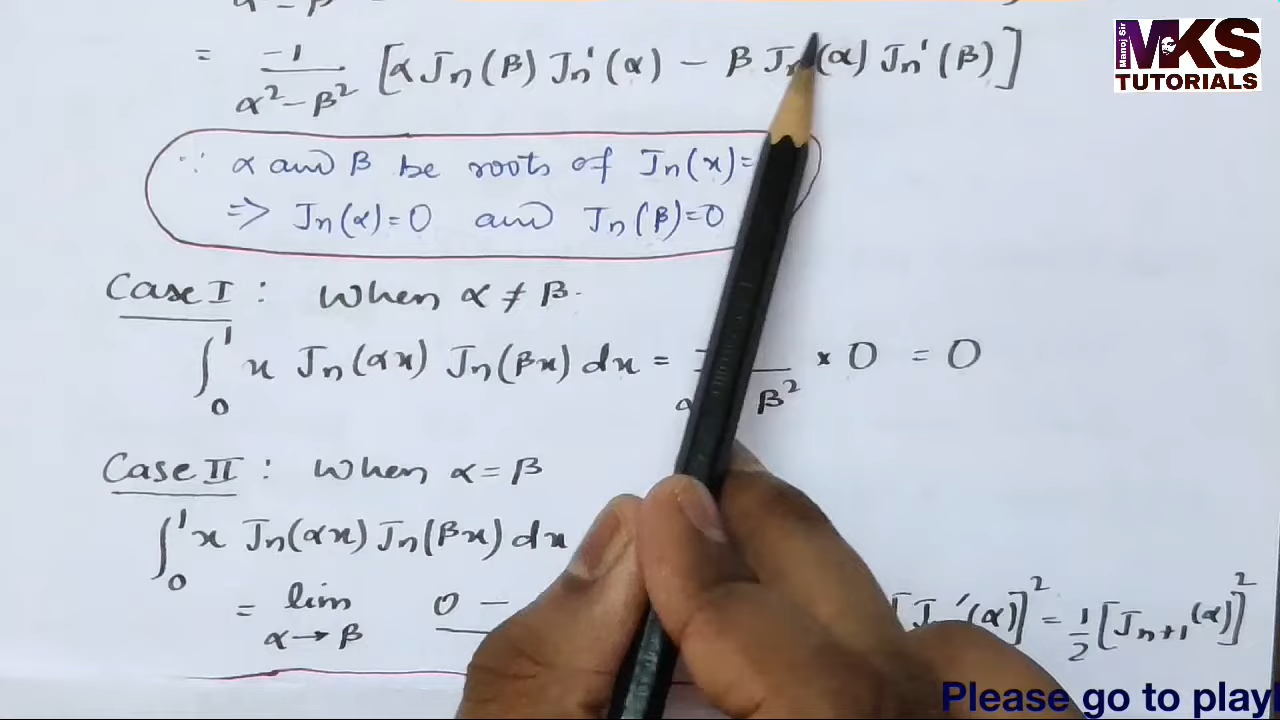 α – β
= -1 / α² – β² [α Jn(β) Jn'(α) – β Jn(α) Jn'(β)]
∵ α and β be roots of Jn(x)=
=> Jn(α)=0 and Jn(β)=0
Case I : When α ≠ β.
∫₀¹ x Jn(αx) Jn(βx) dx = β² × 0 = 0
Case II : When α = β
∫₀¹ x Jn(αx) Jn(βx) dx
= lim α→β 0 – [Jn'(α)]² = 1/2 [Jn+1(α)]²
Manoj Sir
MKS
TUTORIALS
Please go to play